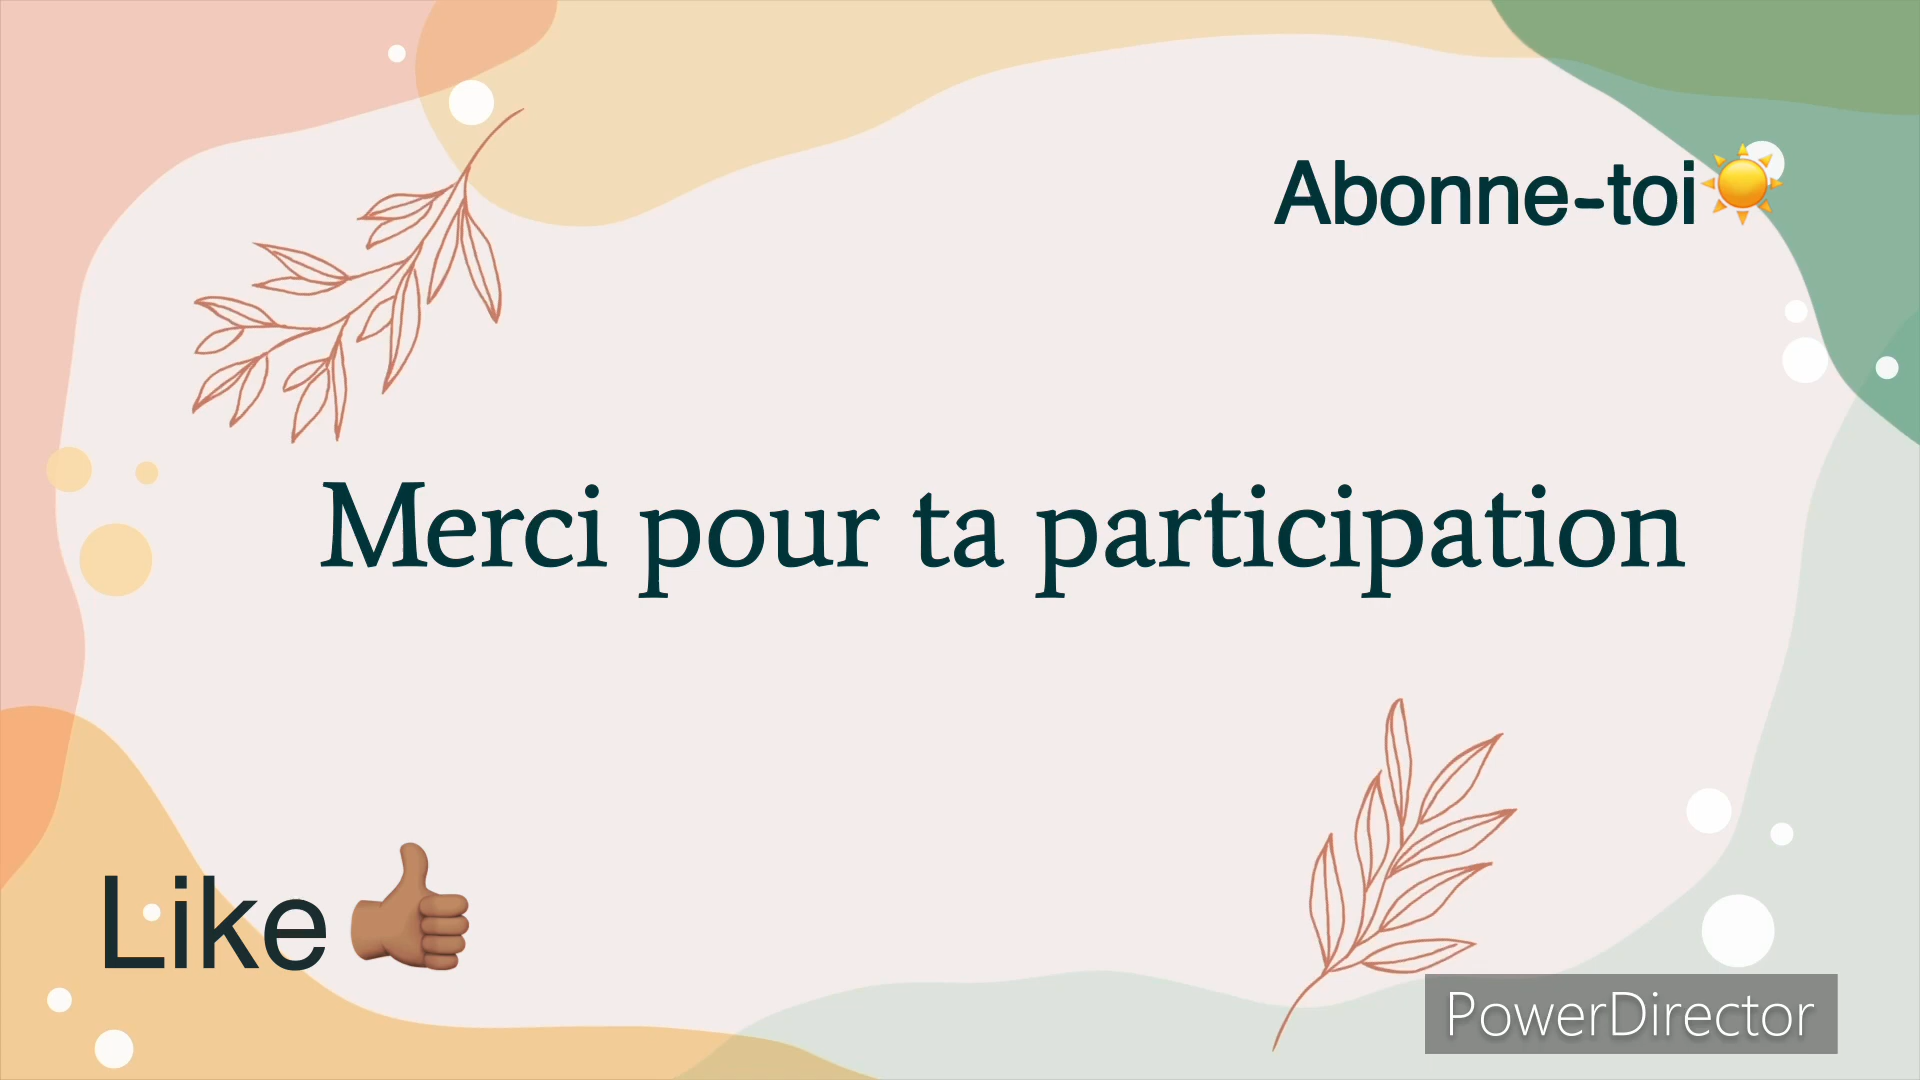 Abonne-toi☀️
Merci pour ta participation
Like👍🏾
PowerDirector